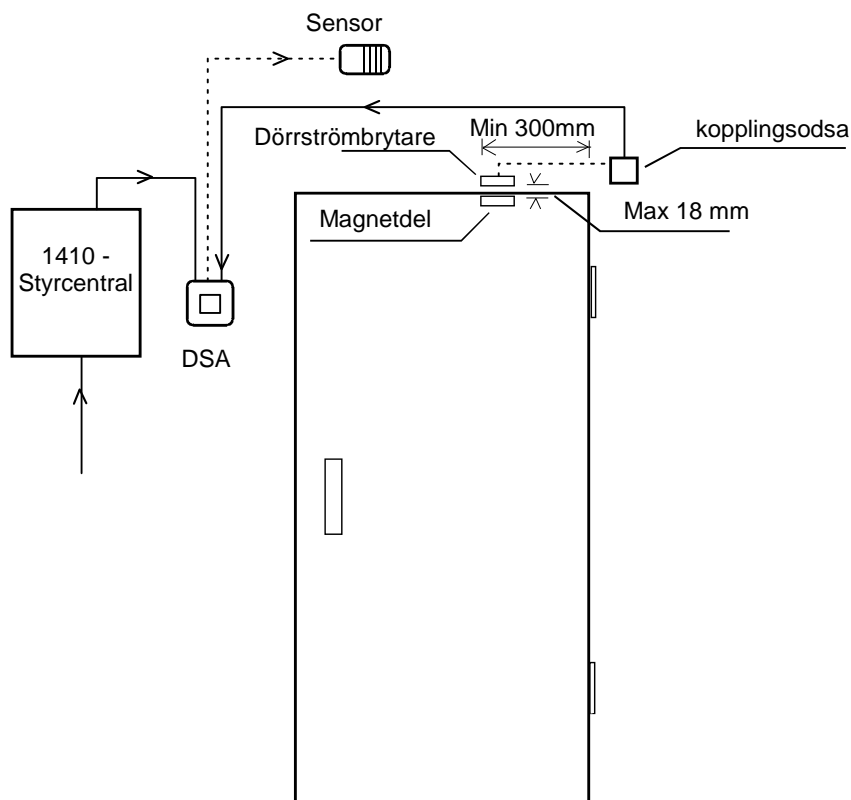 Sensor
Min 300mm
kopplingsodsa
Dörrströmbrytare
Magnetdel
Max 18 mm
1410 -
Styrcentral
DSA